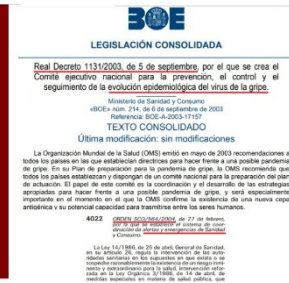 BOE
LEGISLACIÓN CONSOLIDADA
Real Decreto 1131/2003, de 5 de septiembre, por el que se crea el
Comité ejecutivo nacional para la prevención, el control y el
seguimiento de la evolución epidemiológica del virus de la gripe.
Ministerio de Sanidad y Consumo
«BOE» núm. 214, de 6 de septiembre de 2003
Referencia: BOE-A-2003-17157
TEXTO CONSOLIDADO
Última modificación: sin modificaciones
La Organización Mundial de la Salud (OMS) emitió en mayo de 2003 recomendaciones a
todos los países en las que establecían directrices para hacer frente a una posible pandemia
de gripe. En su Plan de preparación para la pandemia de gripe, la OMS recomienda que
todos los países establezcan y dispongan de un comité nacional para la preparación del plan
de actuación. El papel de este comité es la coordinación y el desarrollo de las estrategias
apropiadas para hacer frente a una posible pandemia de gripe, y será especialmente
importante en el momento en el que la OMS confirme la existencia de una nueva cepa
antigénica y su potencial capacidad para trasmitirse entre los seres humanos.
4022 ORDEN SCO/564/2004, de 27 de febrero,
por la que se establece el sistema de coor-
dinación de alertas y emergencias de Sanidad
y Consumo.
La Ley 14/1986, de 25 de abril, General de Sanidad,
en su artículo 26, regula la intervención de las auto-
ridades sanitarias en los supuestos en que exista o se
sospeche razonablemente la existencia de un riesgo inmi-
nente y extraordinario para la salud, intervención refor-
zada en la Ley Orgánica 3/1986, de 14 de abril, de
medidas especiales en materia de salud pública, que